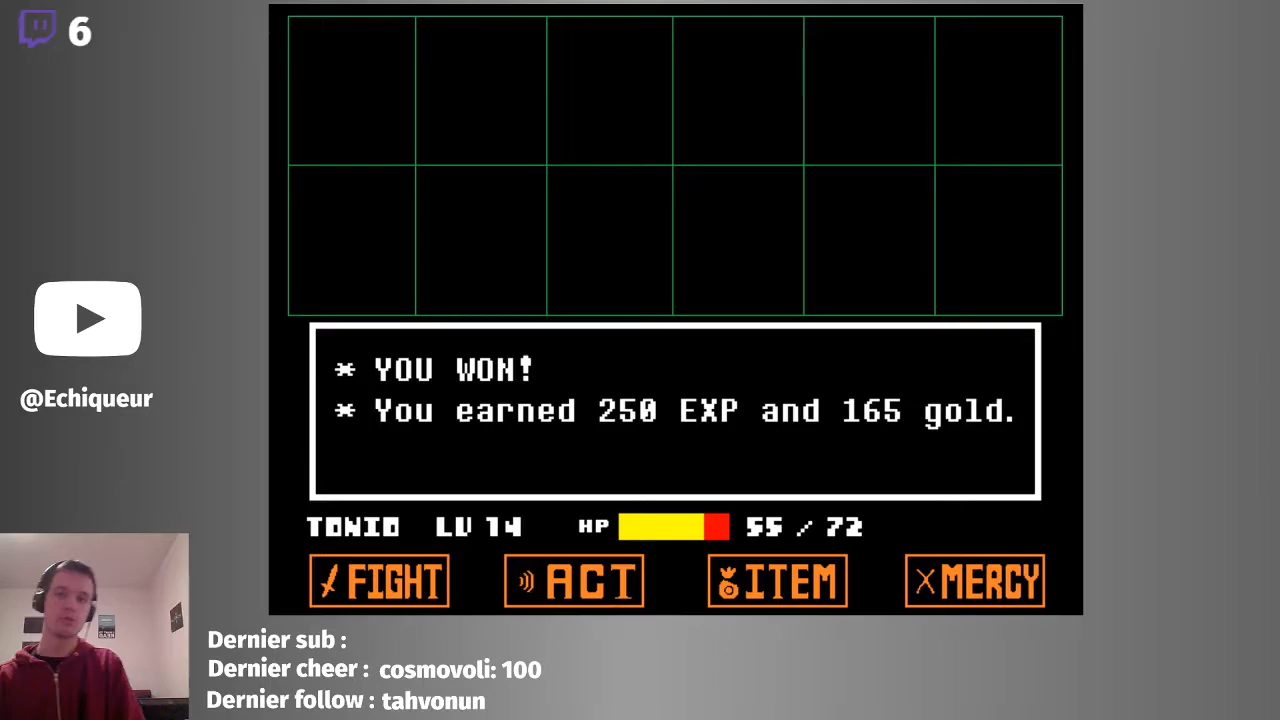 6
* YOU WON!
* You earned 250 EXP and 165 gold.
@Echiqueur
TONIO LV 14 HP 55 / 72
FIGHT ACT ITEM MERCY
Dernier sub :
Dernier cheer : cosmovoli: 100
Dernier follow : tahvonun